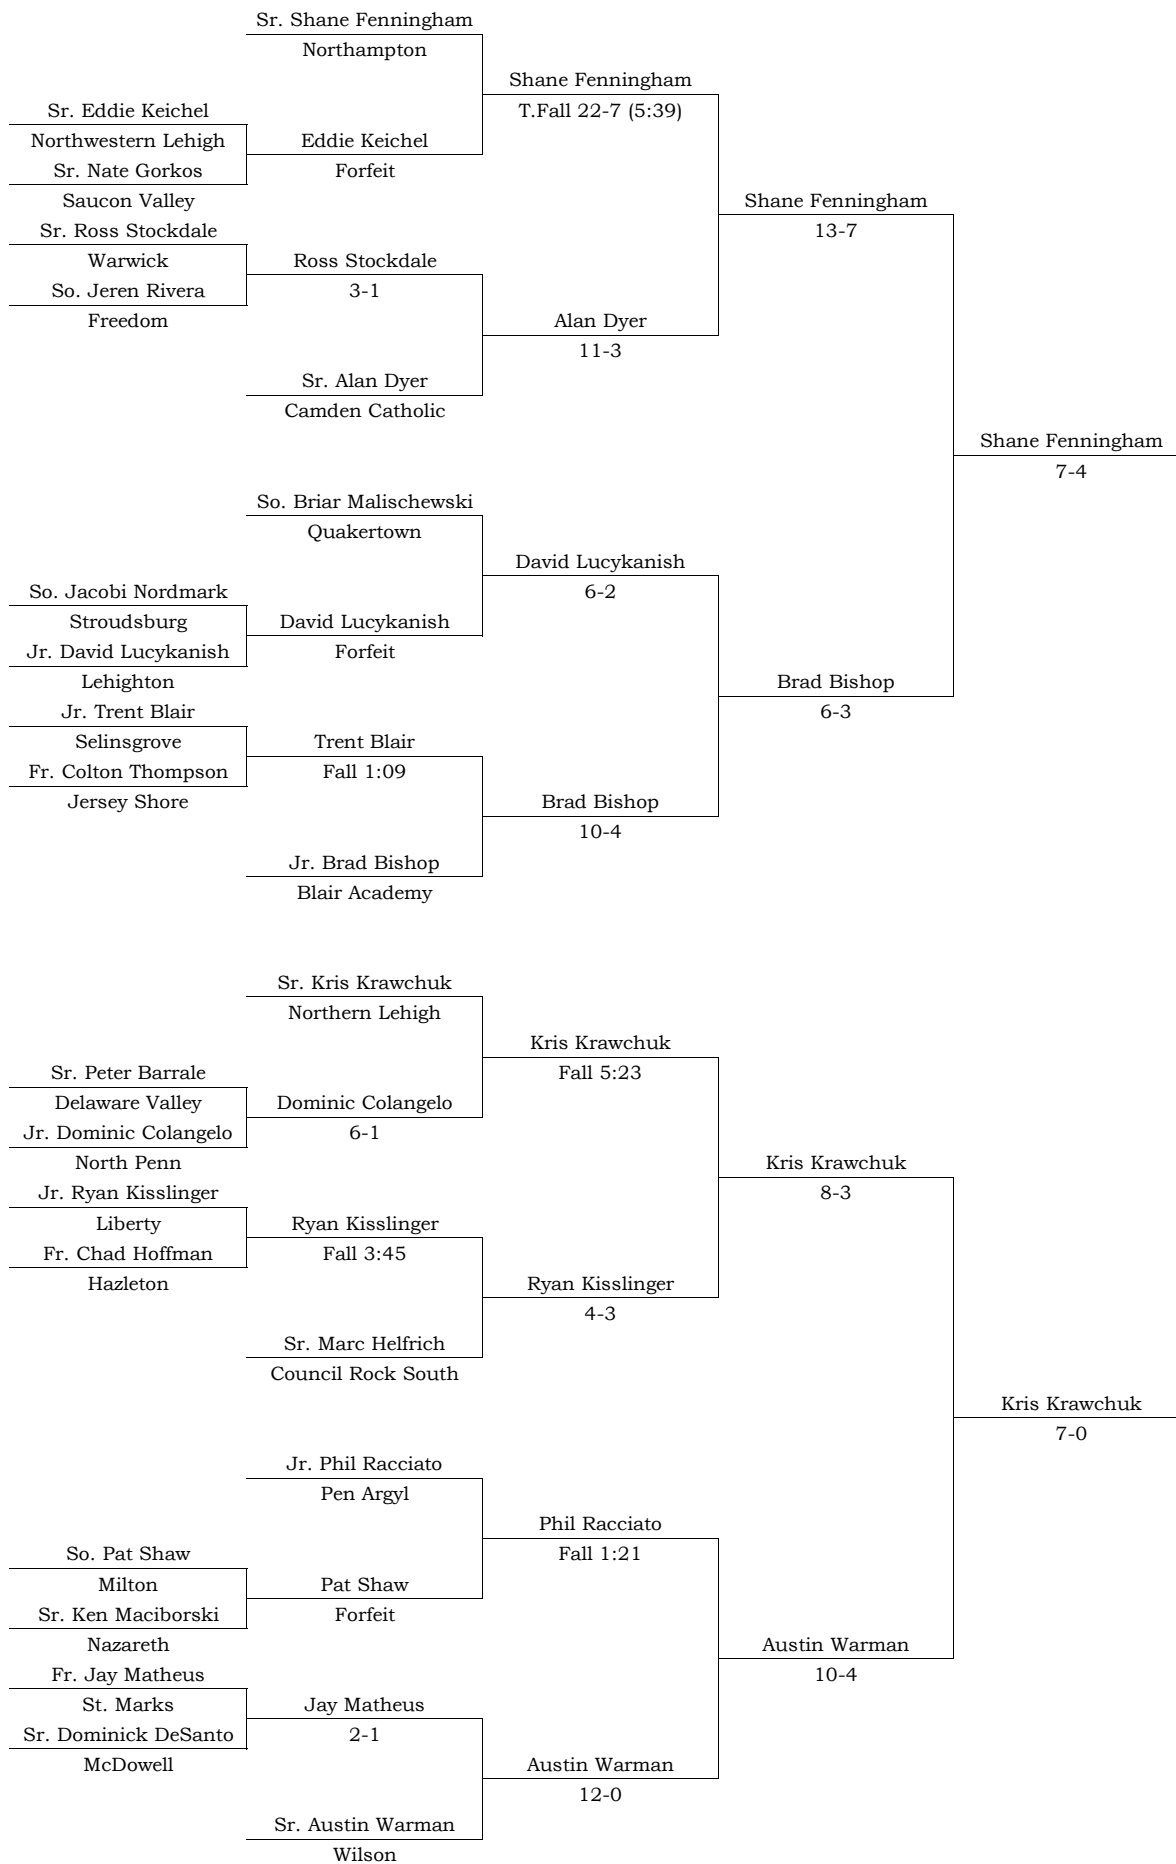 Sr. Shane Fenningham
Northampton
Shane Fenningham
T.Fall 22-7 (5:39)
Sr. Eddie Keichel
Northwestern Lehigh
Eddie Keichel
Sr. Nate Gorkos
Forfeit
Saucon Valley
Shane Fenningham
13-7
Sr. Ross Stockdale
Warwick
Ross Stockdale
So. Jeren Rivera
3-1
Freedom
Alan Dyer
11-3
Sr. Alan Dyer
Camden Catholic
Shane Fenningham
7-4
So. Briar Malischewski
Quakertown
David Lucykanish
6-2
So. Jacobi Nordmark
Stroudsburg
David Lucykanish
Jr. David Lucykanish
Forfeit
Lehighton
Brad Bishop
6-3
Jr. Trent Blair
Selinsgrove
Trent Blair
Fr. Colton Thompson
Fall 1:09
Jersey Shore
Brad Bishop
10-4
Jr. Brad Bishop
Blair Academy
Sr. Kris Krawchuk
Northern Lehigh
Kris Krawchuk
Fall 5:23
Sr. Peter Barrale
Delaware Valley
Dominic Colangelo
Jr. Dominic Colangelo
6-1
North Penn
Kris Krawchuk
8-3
Jr. Ryan Kisslinger
Liberty
Ryan Kisslinger
Fr. Chad Hoffman
Fall 3:45
Hazleton
Ryan Kisslinger
4-3
Sr. Marc Helfrich
Council Rock South
Kris Krawchuk
7-0
Jr. Phil Racciato
Pen Argyl
Phil Racciato
Fall 1:21
So. Pat Shaw
Milton
Pat Shaw
Sr. Ken Maciborski
Forfeit
Nazareth
Austin Warman
10-4
Fr. Jay Matheus
St. Marks
Jay Matheus
Sr. Dominick DeSanto
2-1
McDowell
Austin Warman
12-0
Sr. Austin Warman
Wilson